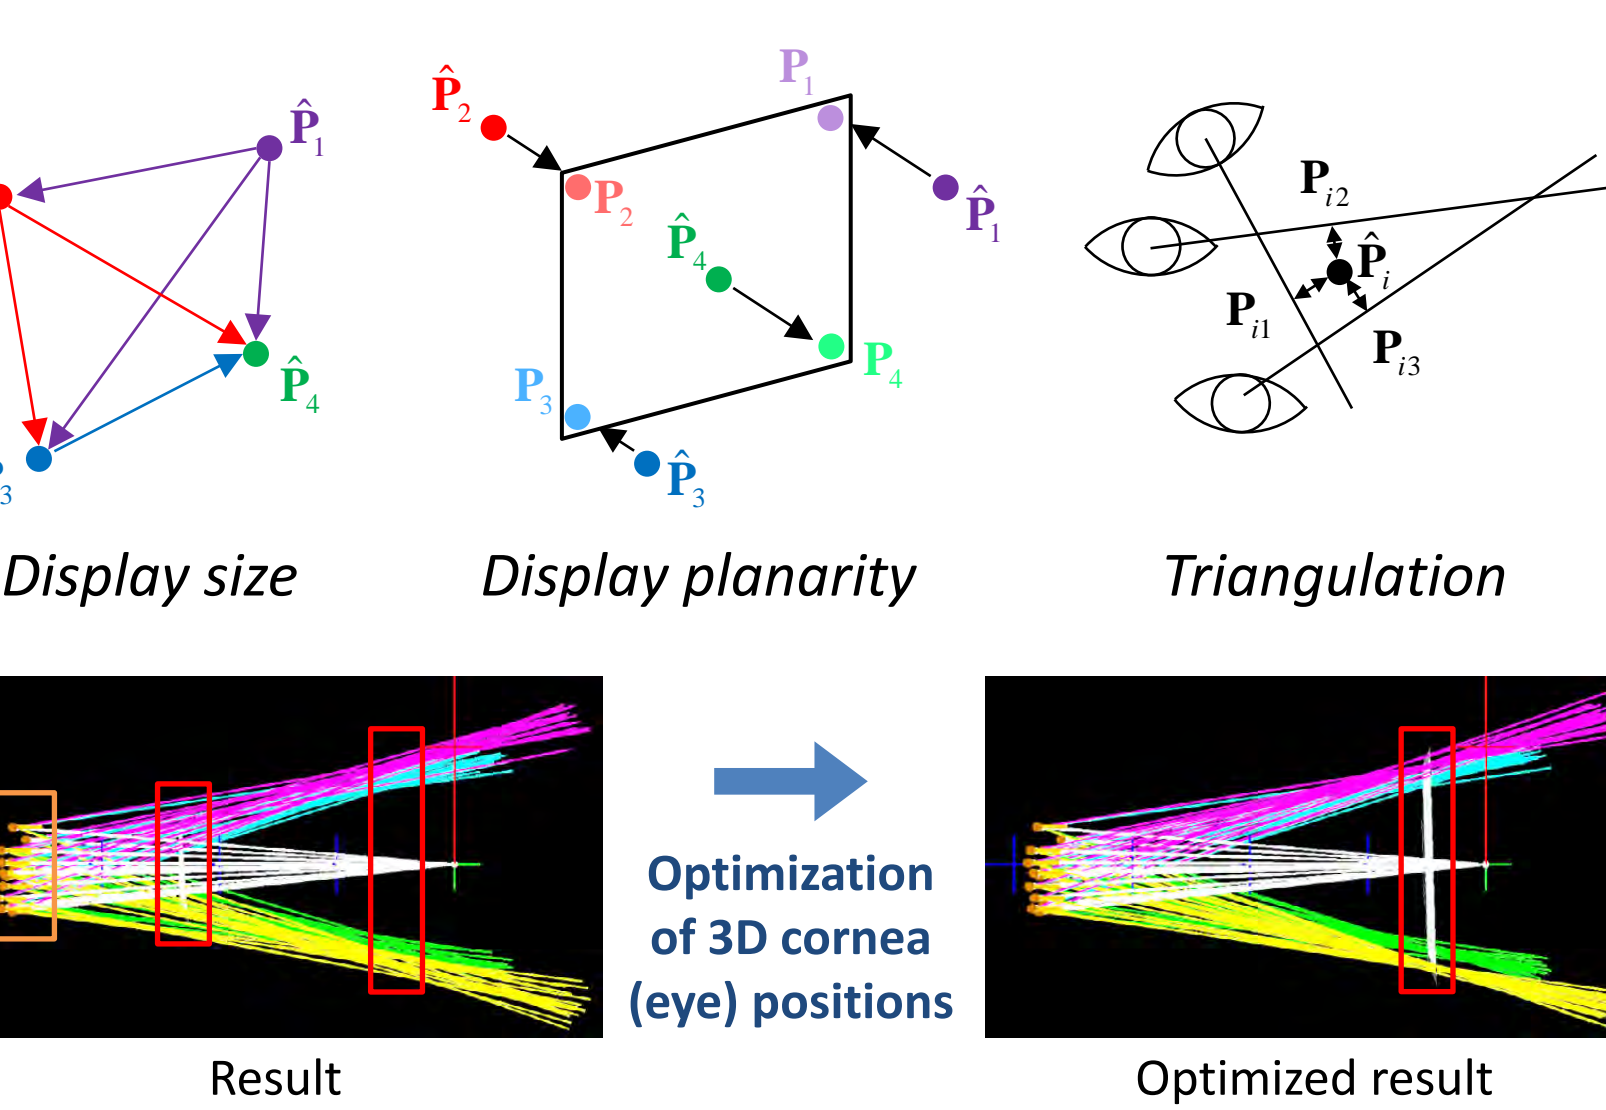 P̂1
P̂4
3
P̂2
P1
P2
P̂1
P̂4
P3
P4
P̂3
Pi2
P̂i
Pi1
Pi3
Display size
Display planarity
Triangulation
Optimization
of 3D cornea
(eye) positions
Result
Optimized result